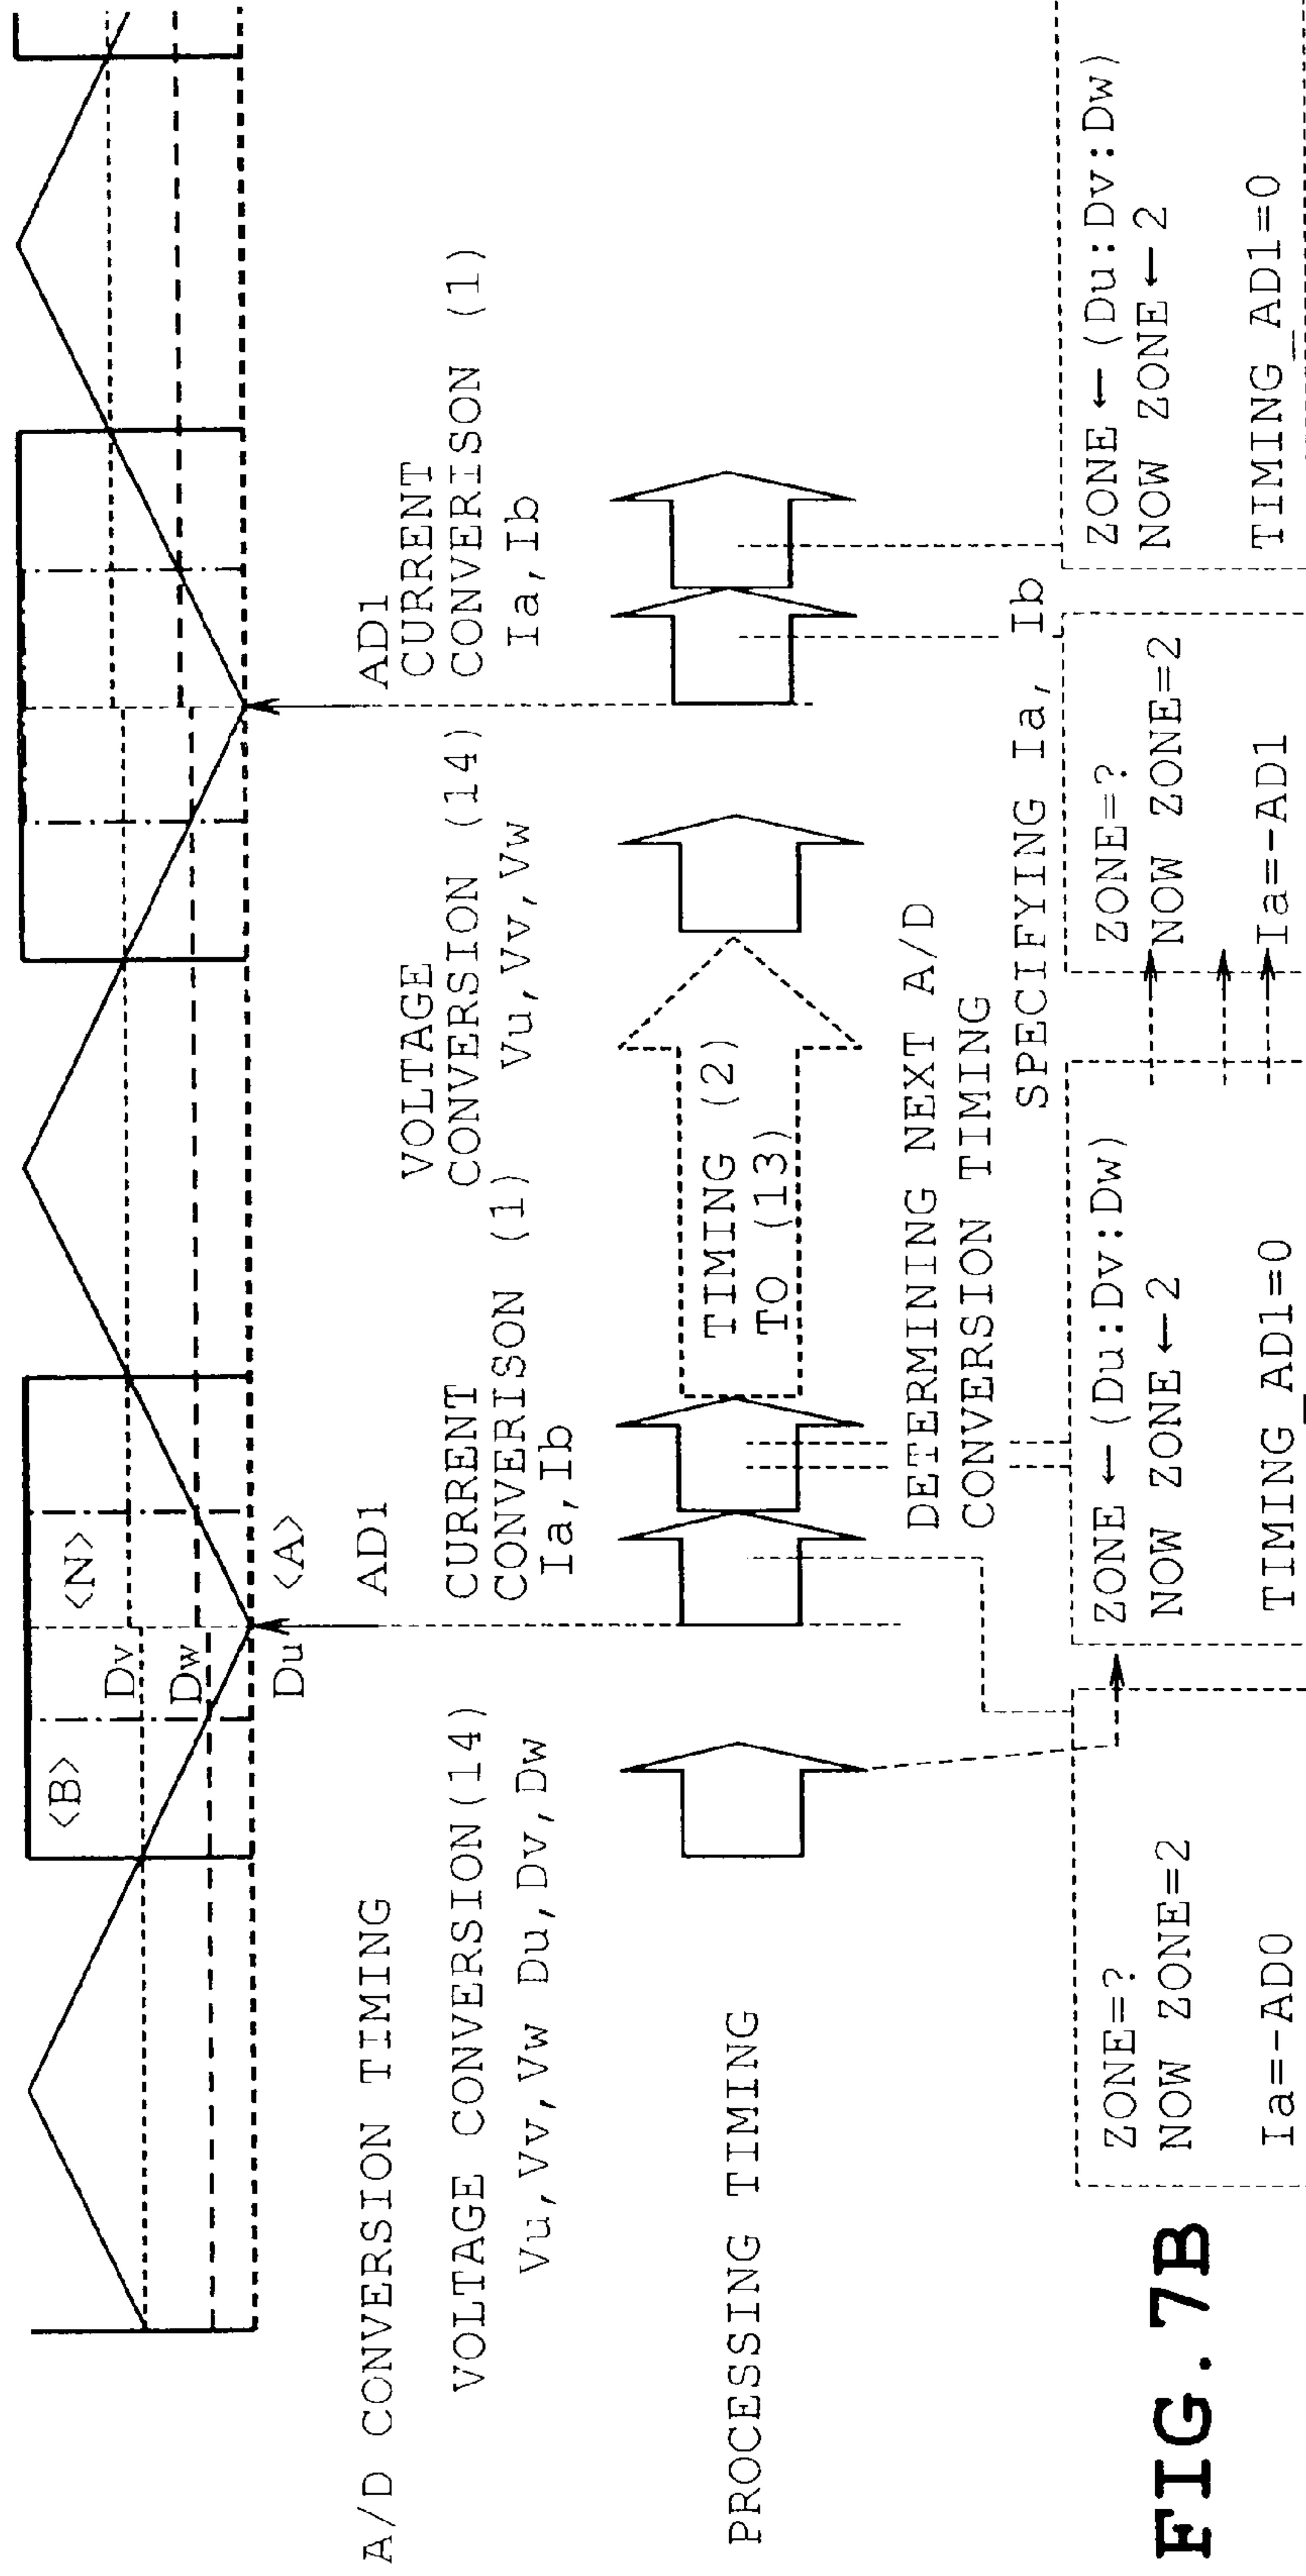 <B>
<N>
Dv
Dw
Du
<A>
A/D CONVERSION TIMING
AD1
AD1
VOLTAGE CONVERSION(14)
Vu,Vv,Vw Du,Dv,Dw
CURRENT
CONVERISON (1)
Ia,Ib
VOLTAGE
CONVERSION (14)
Vu,Vv,Vw
CURRENT
CONVERISON (1)
Ia,Ib
PROCESSING TIMING
TIMING (2)
TO (13)
DETERMINING NEXT A/D
CONVERSION TIMING
SPECIFYING Ia, Ib
ZONE=?
NOW ZONE=2
Ia=-AD0
ZONE←(Du:Dv:Dw)
NOW ZONE←2
TIMING_AD1=0
ZONE=?
NOW ZONE=2
Ia=-AD1
ZONE←(Du:Dv:Dw)
NOW ZONE←2
TIMING_AD1=0
FIG.7B